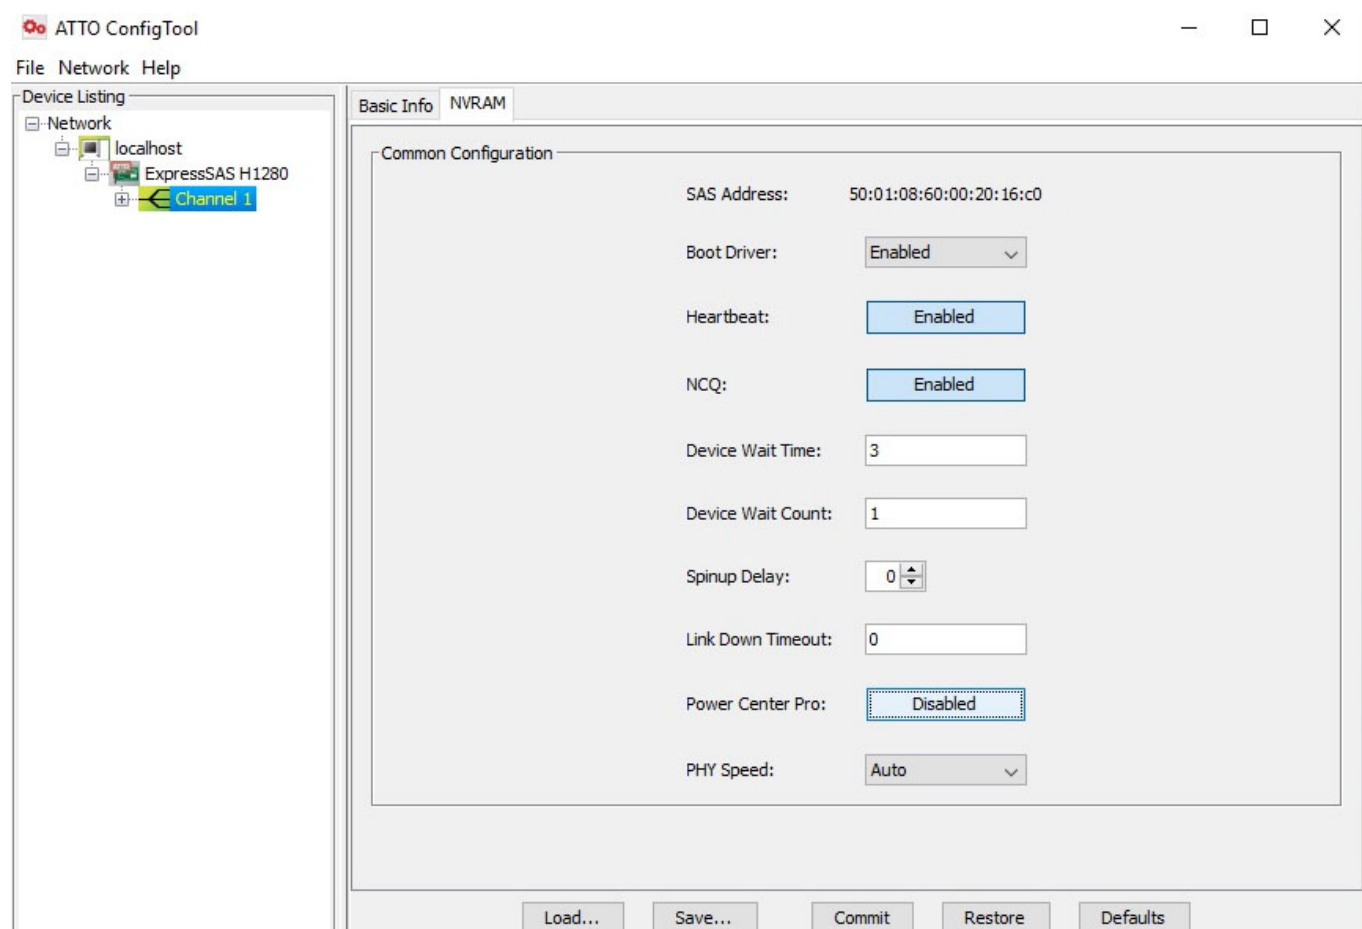 ATTO ConfigTool
File Network Help
Device Listing
Network
localhost
ExpressSAS H1280
Channel 1
Basic Info NVRAM
Common Configuration
SAS Address: 50:01:08:60:00:20:16:c0
Boot Driver: Enabled
Heartbeat: Enabled
NCQ: Enabled
Device Wait Time: 3
Device Wait Count: 1
Spinup Delay: 0
Link Down Timeout: 0
Power Center Pro: Disabled
PHY Speed: Auto
Load... Save... Commit Restore Defaults